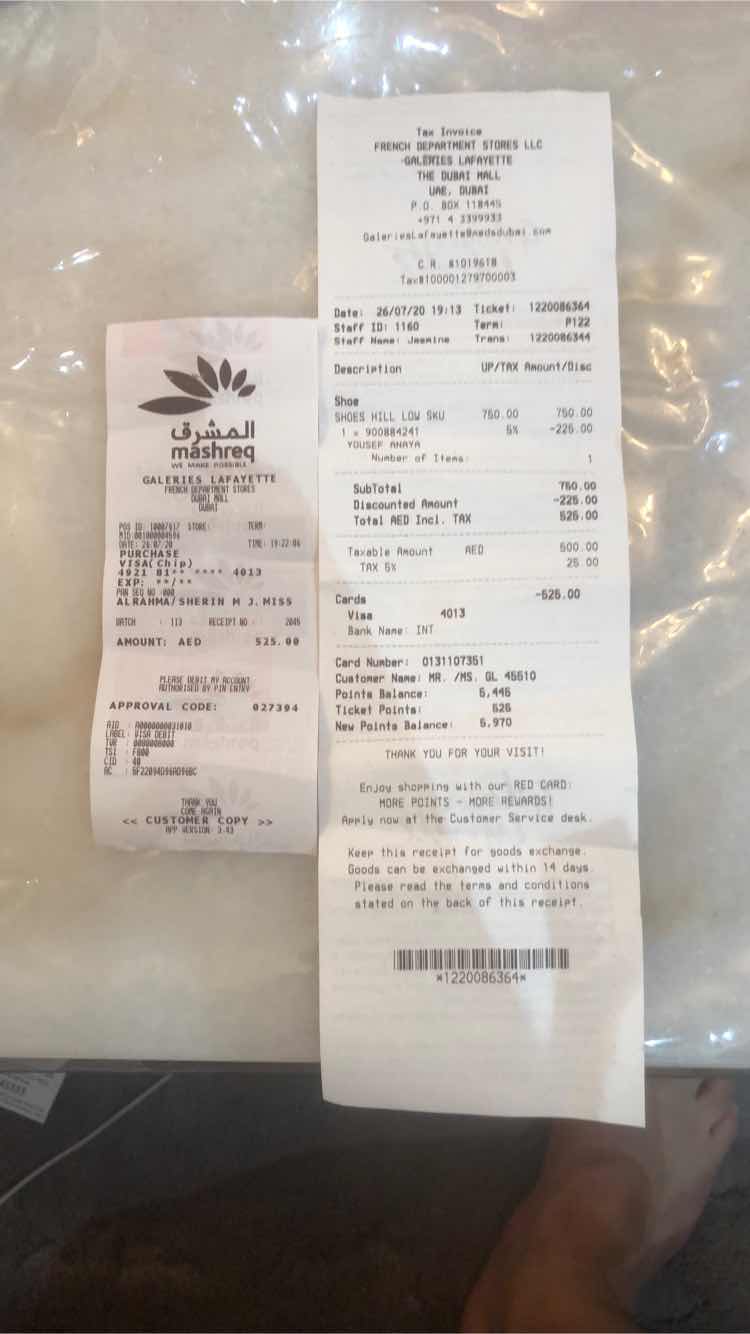 المشرق
mashreq
WE MAKE POSSIBLE
GALERIES LAFAYETTE
FRENCH DEPARTMENT STORES
DUBAI MALL
DUBAI
POS ID: 1000/917 STORE: TERM:
MID:001000004696
DATE: 26/07/20 TIME: 19:22:06
PURCHASE
VISA(Chip)
4921 81** **** 4013
EXP: **/**
PAN SEQ NO :000
ALRAHMA/SHERIN M J. MISS
BATCH : 113 RECEIPT NO : 2046
AMOUNT: AED 525.00
PLEASE DEBIT MY ACCOUNT
AUTHORISED BY PIN ENTRY
APPROVAL CODE: 027394
AID : A0000000031010
LABEL: VISA DEBIT
TVR : 0080008000
TSI : F800
CID : 40
AC : 5F22894D96AD96BC
THANK YOU
COME AGAIN
<< CUSTOMER COPY >>
APP VERSION: 3.43
Tax Invoice
FRENCH DEPARTMENT STORES LLC
GALERIES LAFAYETTE
THE DUBAI MALL
UAE, DUBAI
P.O. BOX 118445
+971 4 3399933
GaleriesLafayette@medsdubai.com
C.R. #1019618
Tax#100001279700003
Date: 26/07/20 19:13 Ticket: 1220086364
Staff ID: 1160 Term: P122
Staff Name: Jasmine Trans: 1220086344
Description UP/TAX Amount/Disc
Shoe
SHOES HILL LOW SKU 750.00 750.00
1 x 900884241 5% -225.00
YOUSEF ANAYA
Number of Items: 1
SubTotal 750.00
Discounted Amount -225.00
Total AED Incl. TAX 525.00
Taxable Amount AED 500.00
TAX 5% 25.00
Cards -525.00
Visa 4013
Bank Name: INT
Card Number: 0131107351
Customer Name: MR. /MS. GL 45510
Points Balance: 6,445
Ticket Points: 525
New Points Balance: 6,970
THANK YOU FOR YOUR VISIT!
Enjoy shopping with our RED CARD:
MORE POINTS - MORE REWARDS!
Apply now at the Customer Service desk.
Keep this receipt for goods exchange.
Goods can be exchanged within 14 days.
Please read the terms and conditions
stated on the back of this receipt.
*1220086364*